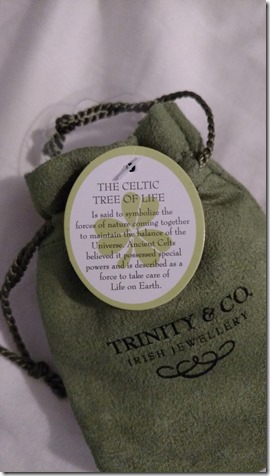 THE CELTIC
TREE OF LIFE
Is said to symbolize the
forces of nature coming together
to maintain the balance of the
Universe. Ancient Celts
believed it possessed special
powers and is described as a
force to take care of
Life on Earth.
TRINITY & CO.
IRISH JEWELLERY